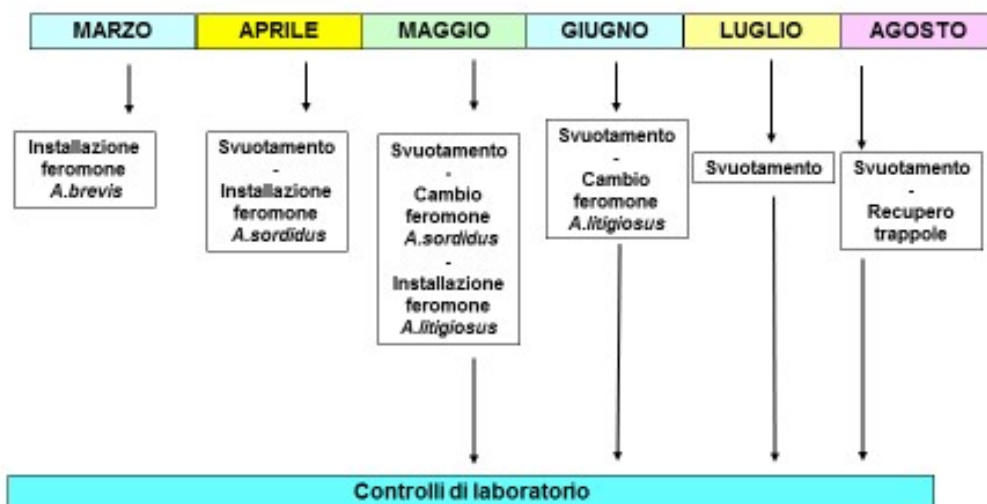 MARZO APRILE MAGGIO GIUGNO LUGLIO AGOSTO
Installazione
feromone
A.brevis
Svuotamento
-
Installazione
feromone
A.sordidus
Svuotamento
-
Cambio
feromone
A.sordidus
-
Installazione
feromone
A.litigiosus
Svuotamento
-
Cambio
feromone
A.litigiosus
Svuotamento
Svuotamento
-
Recupero
trappole
Controlli di laboratorio